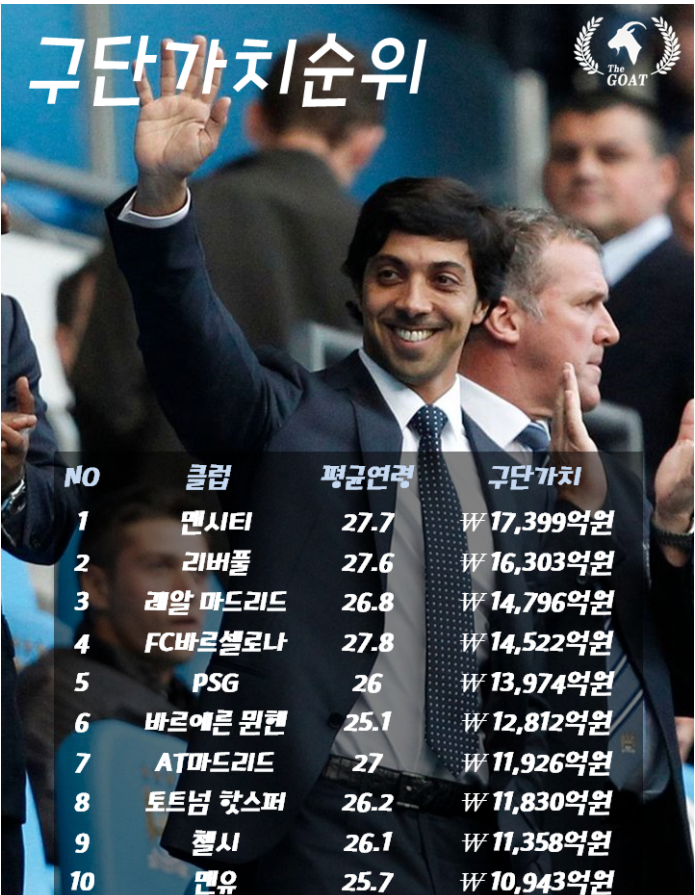 구단가치순위
The
GOAT
NO 클럽 평균연령 구단가치
1 맨시티 27.7 ₩17,399억원
2 리버풀 27.6 ₩16,303억원
3 레알 마드리드 26.8 ₩14,796억원
4 FC바르셀로나 27.8 ₩14,522억원
5 PSG 26 ₩13,974억원
6 바르에른 뮌헨 25.1 ₩12,812억원
7 AT마드리드 27 ₩11,926억원
8 토트넘 핫스퍼 26.2 ₩11,830억원
9 첼시 26.1 ₩11,358억원
10 맨유 25.7 ₩10,943억원